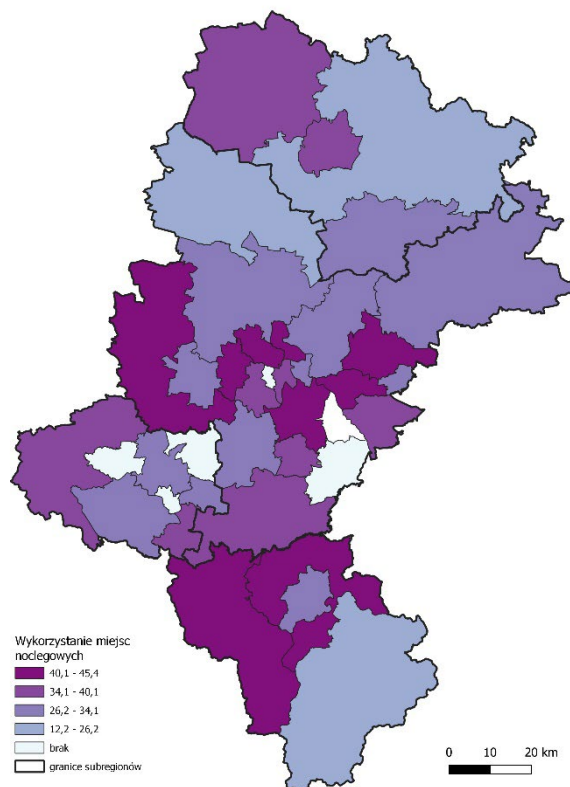 Wykorzystanie miejsc
noclegowych
40,1 - 45,4
34,1 - 40,1
26,2 - 34,1
12,2 - 26,2
brak
granice subregionów
0 10 20 km